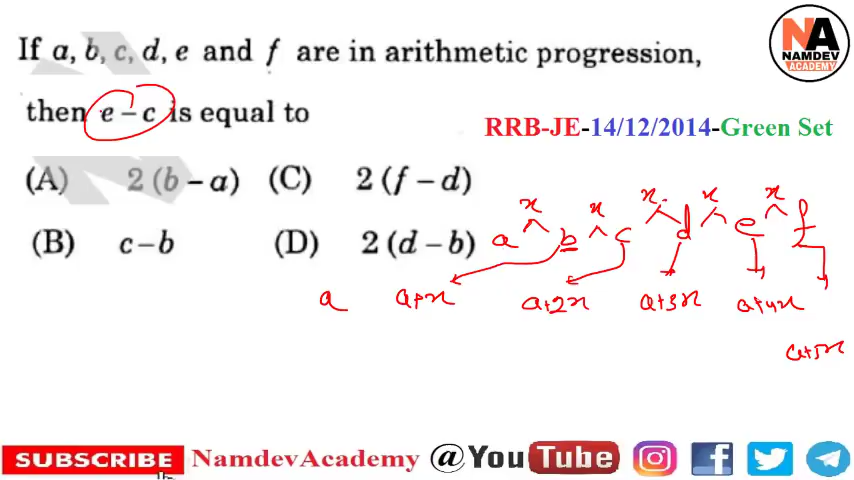 NA
NAMDEV
ACADEMY
If a, b, c, d, e and f are in arithmetic progression,
then e – c is equal to
RRB-JE-14/12/2014-Green Set
(A) 2 (b – a) (C) 2 (f – d)
(B) c – b (D) 2 (d – b)
x x x x x
a b c d e f
a a+x a+2x a+3x a+4x
a+5x
SUBSCRIBE NamdevAcademy @YouTube